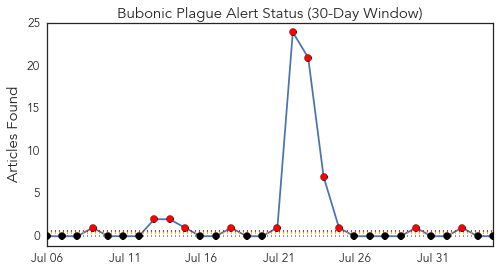 Bubonic Plague Alert Status (30-Day Window)
25
20
15
10
5
0
Articles Found
Jul 06
Jul 11
Jul 16
Jul 21
Jul 26
Jul 31